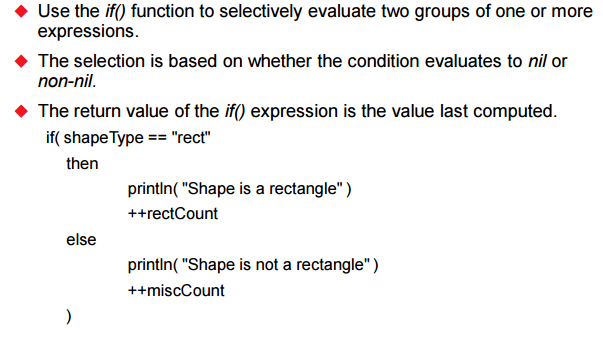 ◆ Use the if() function to selectively evaluate two groups of one or more
expressions.
◆ The selection is based on whether the condition evaluates to nil or
non-nil.
◆ The return value of the if() expression is the value last computed.
if( shapeType == "rect"
then
println( "Shape is a rectangle" )
++rectCount
else
println( "Shape is not a rectangle" )
++miscCount
)